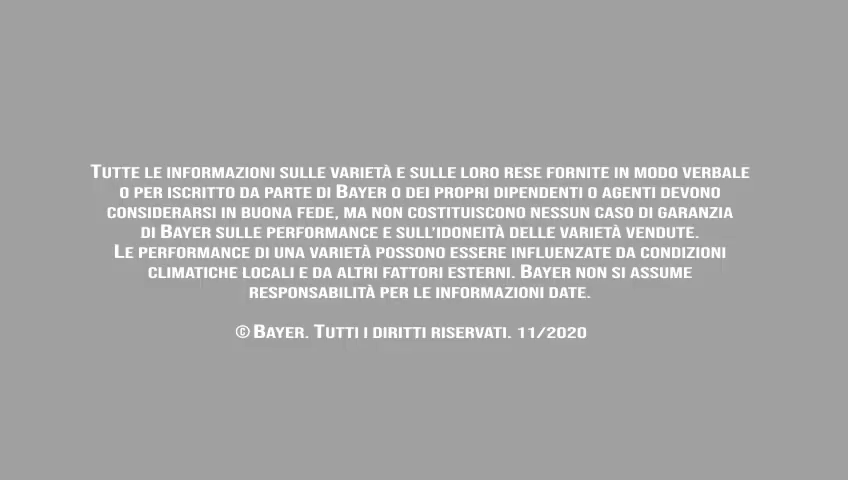 Tutte le informazioni sulle varietà e sulle loro rese fornite in modo verbale
o per iscritto da parte di Bayer o dei propri dipendenti o agenti devono
considerarsi in buona fede, ma non costituiscono nessun caso di garanzia
di Bayer sulle performance e sull'idoneità delle varietà vendute.
Le performance di una varietà possono essere influenzate da condizioni
climatiche locali e da altri fattori esterni. Bayer non si assume
responsabilità per le informazioni date.
© Bayer. Tutti i diritti riservati. 11/2020